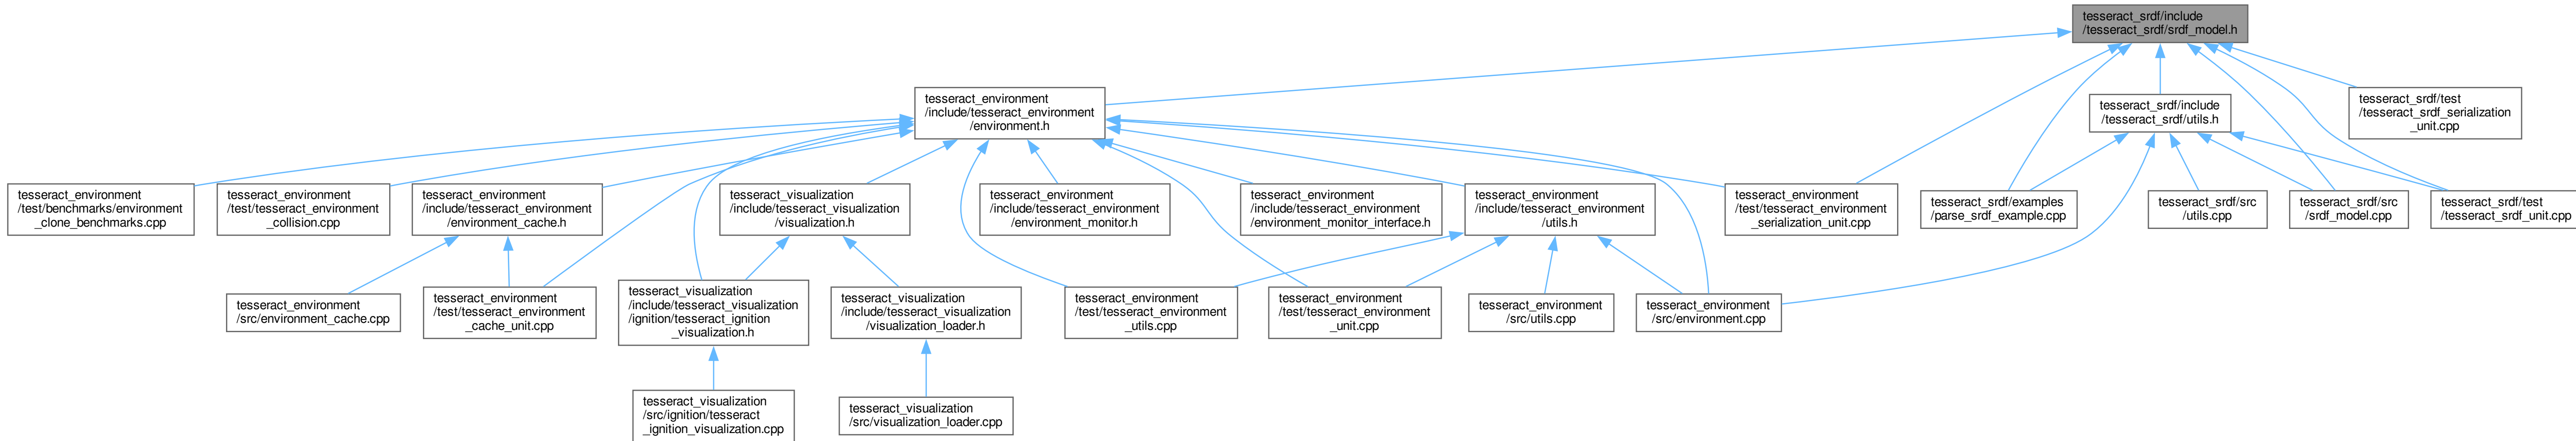 tesseract_srdf/include
/tesseract_srdf/srdf_model.h
tesseract_environment
/include/tesseract_environment
/environment.h
tesseract_srdf/include
/tesseract_srdf/utils.h
tesseract_srdf/test
/tesseract_srdf_serialization
_unit.cpp
tesseract_environment
/test/benchmarks/environment
_clone_benchmarks.cpp
tesseract_environment
/test/tesseract_environment
_collision.cpp
tesseract_environment
/include/tesseract_environment
/environment_cache.h
tesseract_visualization
/include/tesseract_visualization
/visualization.h
tesseract_environment
/include/tesseract_environment
/environment_monitor.h
tesseract_environment
/include/tesseract_environment
/environment_monitor_interface.h
tesseract_environment
/include/tesseract_environment
/utils.h
tesseract_environment
/test/tesseract_environment
_serialization_unit.cpp
tesseract_srdf/examples
/parse_srdf_example.cpp
tesseract_srdf/src
/utils.cpp
tesseract_srdf/src
/srdf_model.cpp
tesseract_srdf/test
/tesseract_srdf_unit.cpp
tesseract_environment
/src/environment_cache.cpp
tesseract_environment
/test/tesseract_environment
_cache_unit.cpp
tesseract_visualization
/include/tesseract_visualization
/ignition/tesseract_ignition
_visualization.h
tesseract_visualization
/include/tesseract_visualization
/visualization_loader.h
tesseract_environment
/test/tesseract_environment
_utils.cpp
tesseract_environment
/test/tesseract_environment
_unit.cpp
tesseract_environment
/src/utils.cpp
tesseract_environment
/src/environment.cpp
tesseract_visualization
/src/ignition/tesseract
_ignition_visualization.cpp
tesseract_visualization
/src/visualization_loader.cpp